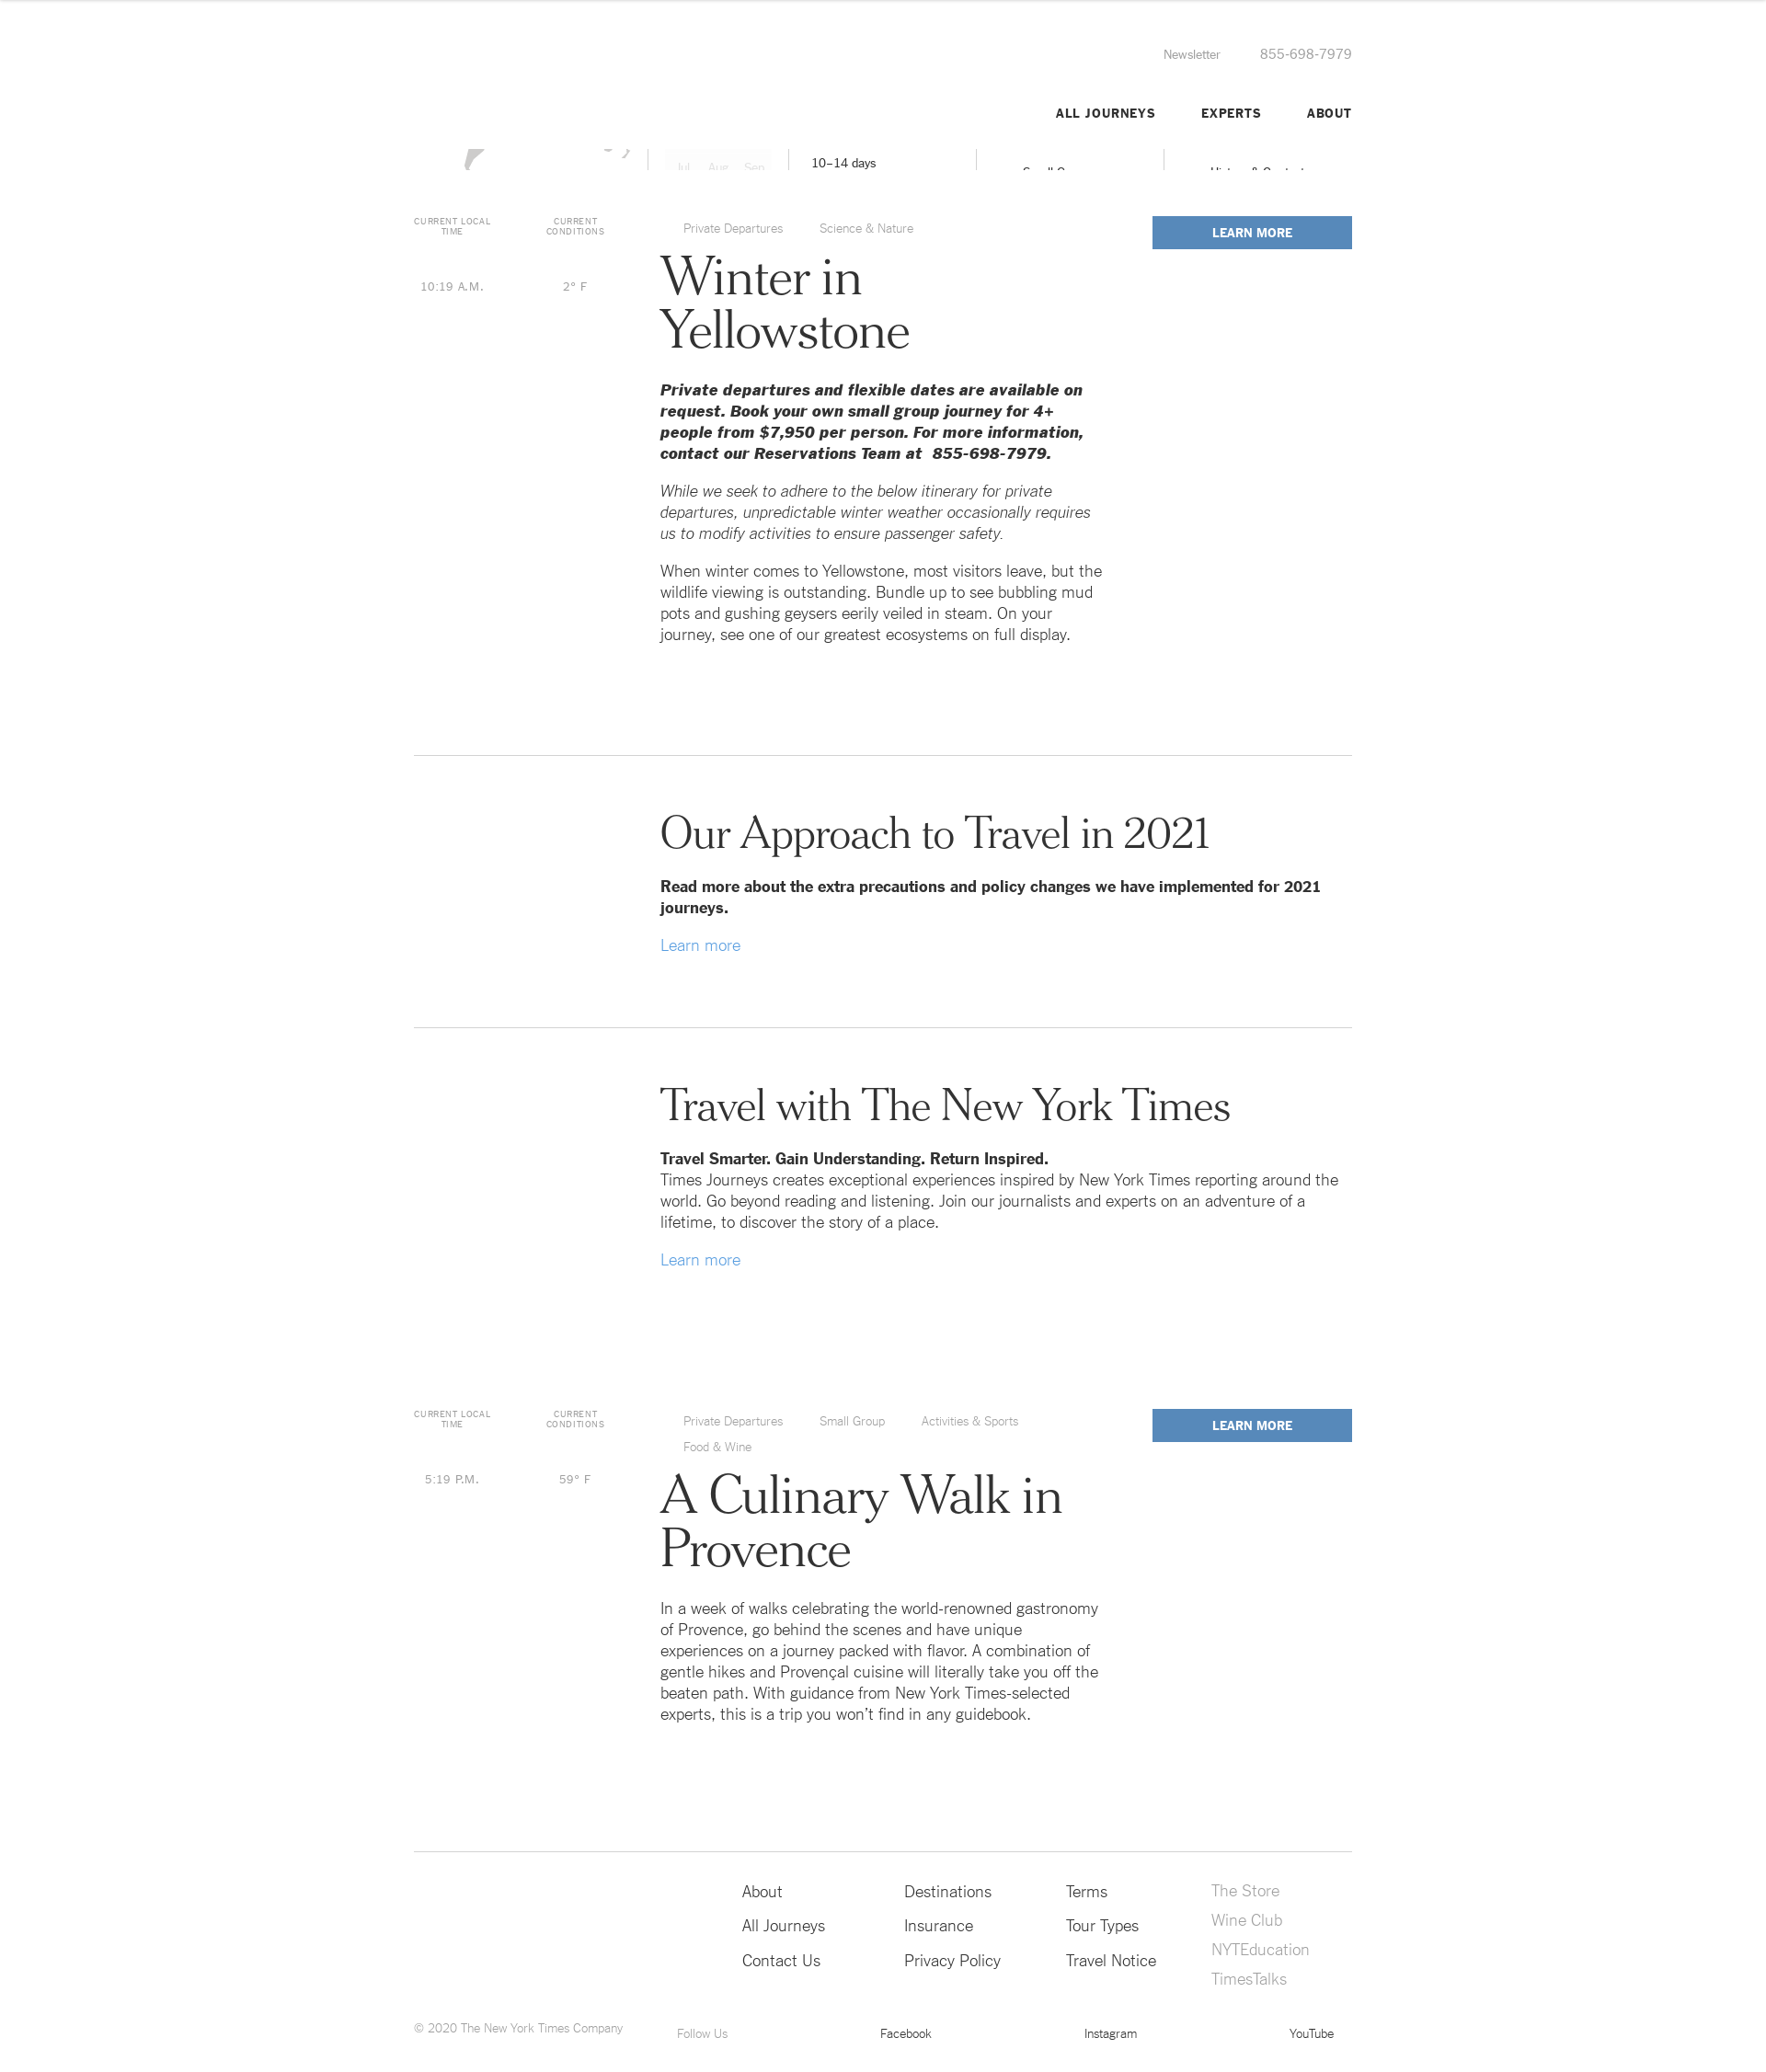 Newsletter 855-698-7979
ALL JOURNEYS EXPERTS ABOUT
10–14 days
Jul Aug Sep
CURRENT LOCAL
TIME
10:19 A.M.
CURRENT
CONDITIONS
2° F
Private Departures Science & Nature
LEARN MORE
Winter in
Yellowstone
Private departures and flexible dates are available on
request. Book your own small group journey for 4+
people from $7,950 per person. For more information,
contact our Reservations Team at 855-698-7979.
While we seek to adhere to the below itinerary for private
departures, unpredictable winter weather occasionally requires
us to modify activities to ensure passenger safety.
When winter comes to Yellowstone, most visitors leave, but the
wildlife viewing is outstanding. Bundle up to see bubbling mud
pots and gushing geysers eerily veiled in steam. On your
journey, see one of our greatest ecosystems on full display.
Our Approach to Travel in 2021
Read more about the extra precautions and policy changes we have implemented for 2021
journeys.
Learn more
Travel with The New York Times
Travel Smarter. Gain Understanding. Return Inspired.
Times Journeys creates exceptional experiences inspired by New York Times reporting around the
world. Go beyond reading and listening. Join our journalists and experts on an adventure of a
lifetime, to discover the story of a place.
Learn more
CURRENT LOCAL
TIME
5:19 P.M.
CURRENT
CONDITIONS
59° F
Private Departures Small Group Activities & Sports
Food & Wine
LEARN MORE
A Culinary Walk in
Provence
In a week of walks celebrating the world-renowned gastronomy
of Provence, go behind the scenes and have unique
experiences on a journey packed with flavor. A combination of
gentle hikes and Provençal cuisine will literally take you off the
beaten path. With guidance from New York Times-selected
experts, this is a trip you won’t find in any guidebook.
About
All Journeys
Contact Us
Destinations
Insurance
Privacy Policy
Terms
Tour Types
Travel Notice
The Store
Wine Club
NYTEducation
TimesTalks
© 2020 The New York Times Company
Follow Us Facebook Instagram YouTube